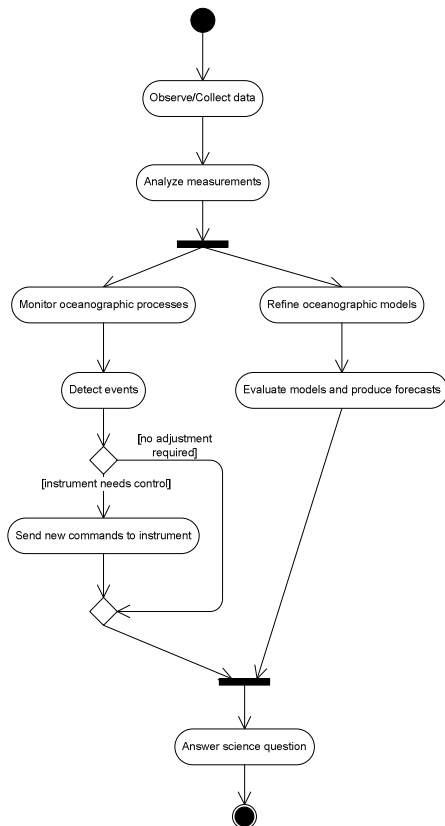 Observe/Collect data
Analyze measurements
Monitor oceanographic processes
Refine oceanographic models
Detect events
Evaluate models and produce forecasts
[no adjustment
required]
[instrument needs control]
Send new commands to instrument
Answer science question